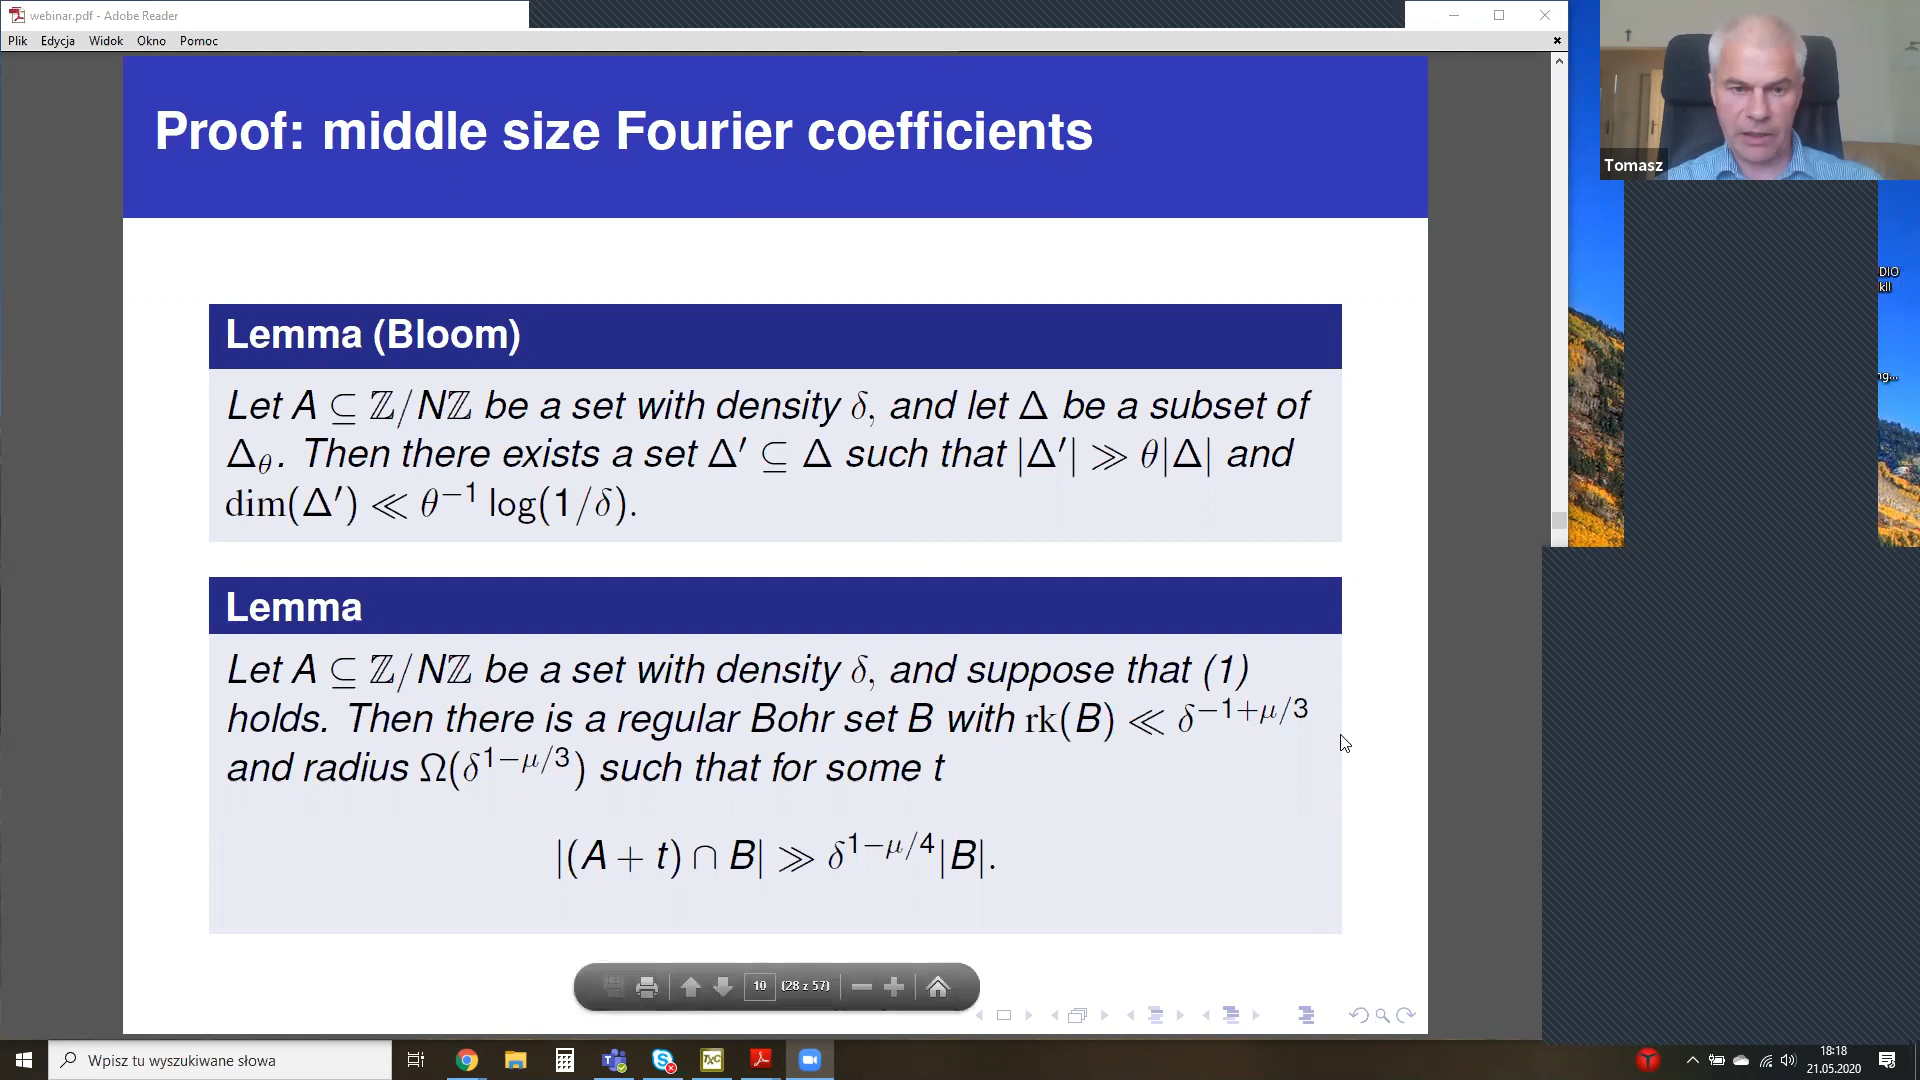 webinar.pdf - Adobe Reader
Plik Edycja Widok Okno Pomoc
Proof: middle size Fourier coefficients
Tomasz
Lemma (Bloom)
Let A ⊆ ℤ/Nℤ be a set with density δ, and let Δ be a subset of
Δ_θ. Then there exists a set Δ′ ⊆ Δ such that |Δ′| ≫ θ|Δ| and
dim(Δ′) ≪ θ^{−1} log(1/δ).
Lemma
Let A ⊆ ℤ/Nℤ be a set with density δ, and suppose that (1)
holds. Then there is a regular Bohr set B with rk(B) ≪ δ^{−1+μ/3}
and radius Ω(δ^{1−μ/3}) such that for some t
|(A + t) ∩ B| ≫ δ^{1−μ/4}|B|.
10 (28 z 57)
DIO
kll
ng...
Wpisz tu wyszukiwane słowa
TXC
18:18
21.05.2020